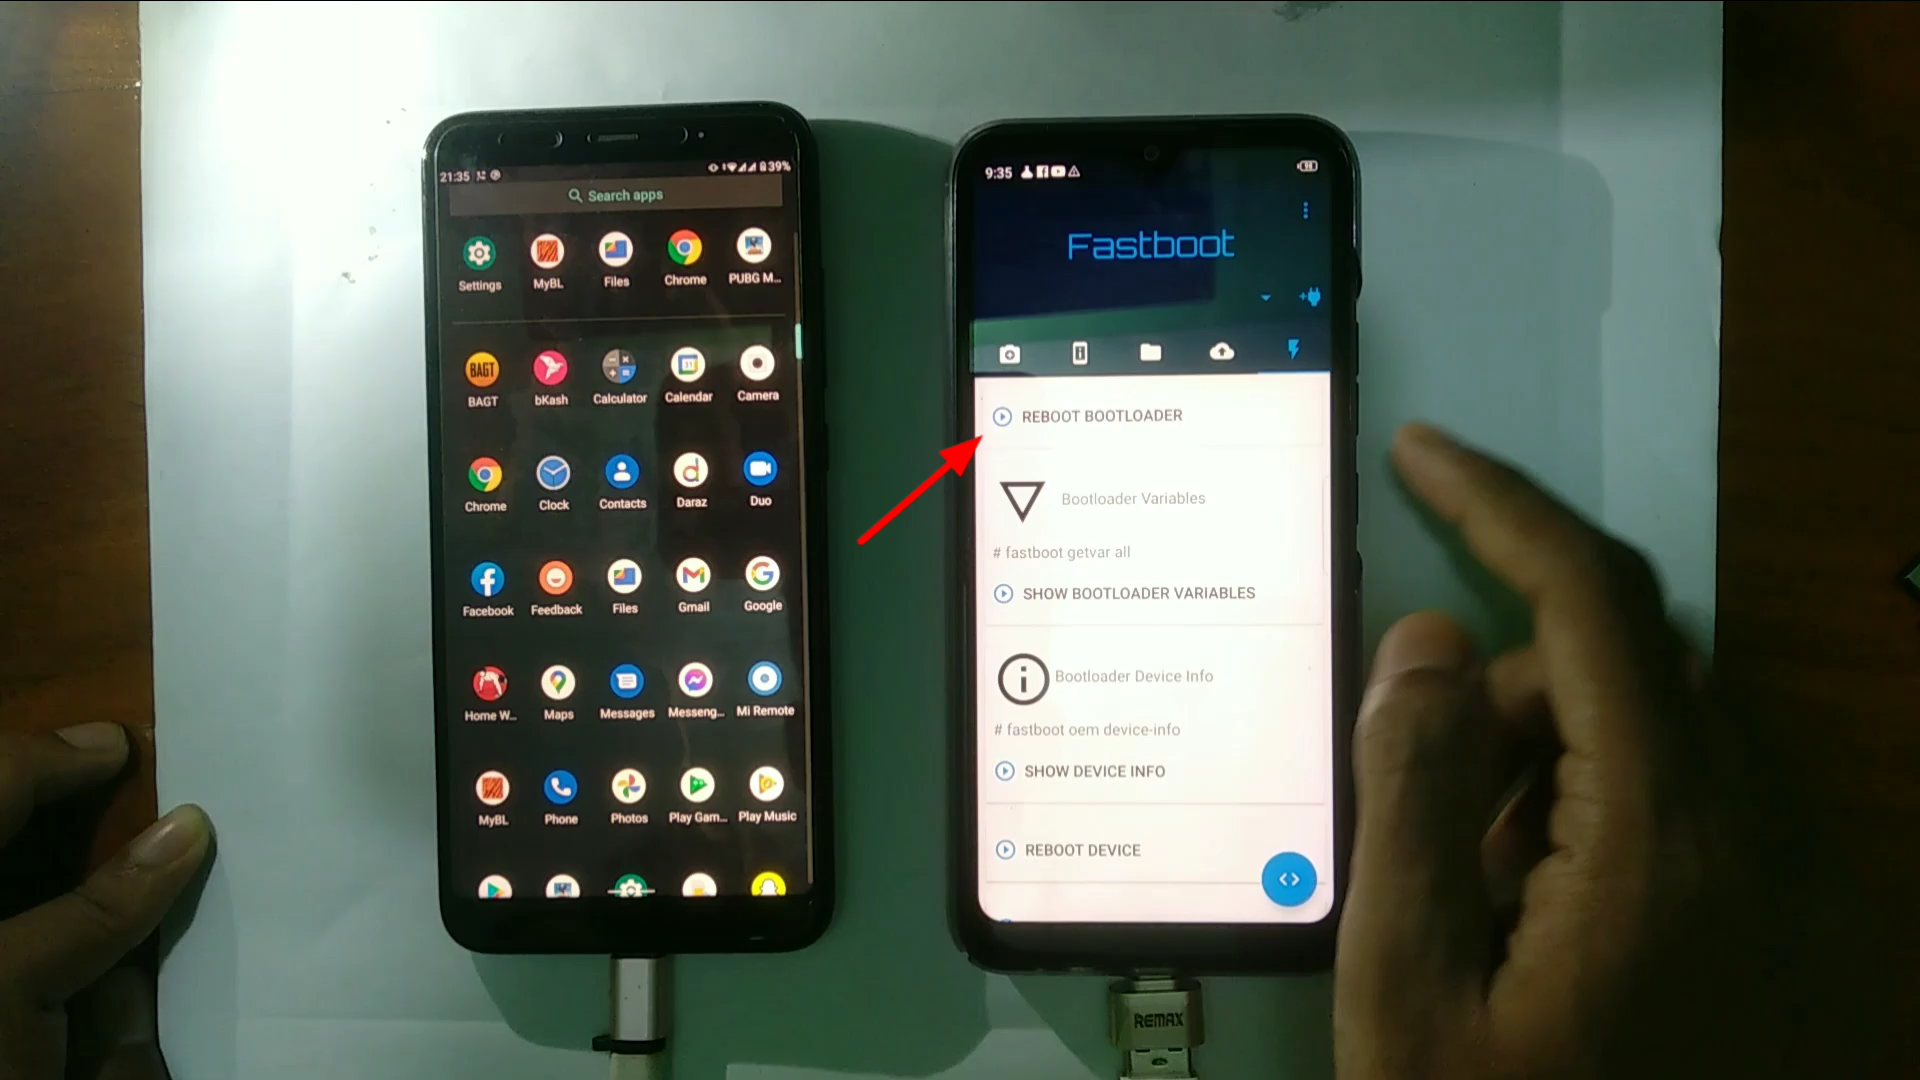 21:35
39%
Search apps
Settings
MyBL
Files
Chrome
PUBG M...
BAGT
BAGT
bKash
Calculator
Calendar
Camera
Chrome
Clock
Contacts
Daraz
Duo
Facebook
Feedback
Files
Gmail
Google
Home W...
Maps
Messages
Messeng...
Mi Remote
MyBL
Phone
Photos
Play Gam...
Play Music
9:35
Fastboot
REBOOT BOOTLOADER
Bootloader Variables
# fastboot getvar all
SHOW BOOTLOADER VARIABLES
Bootloader Device Info
# fastboot oem device-info
SHOW DEVICE INFO
REBOOT DEVICE
REMAX